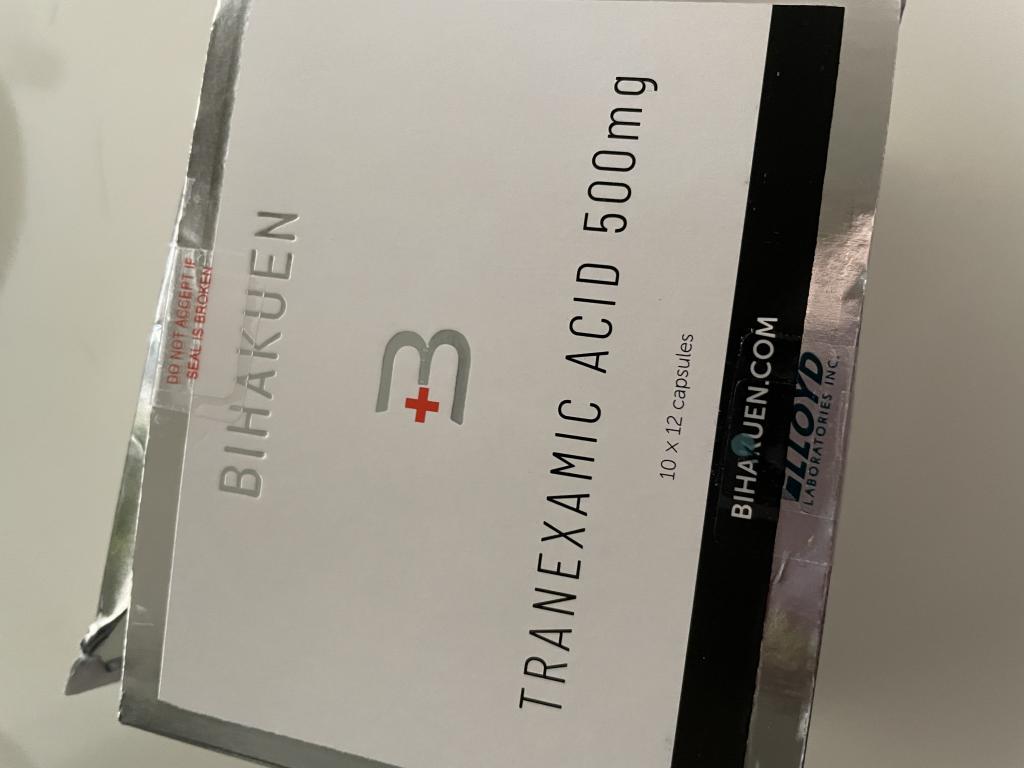 DO NOT ACCEPT IF
SEAL IS BROKEN
BIHAKUEN
B
TRANEXAMIC ACID 500mg
10 x 12 capsules
BIHAKUEN.COM
LLOYD
LABORATORIES INC.